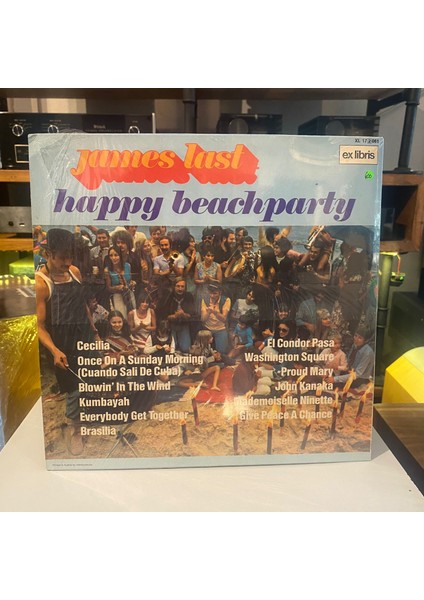 james last
happy beachparty
ex libris
Cecilia
Once On A Sunday Morning
(Cuando Sali De Cuba)
Blowin' In The Wind
Kumbayah
Everybody Get Together
Brasilia
El Condor Pasa
Washington Square
Proud Mary
John Kanaka
Mademoiselle Ninette
Give Peace A Chance